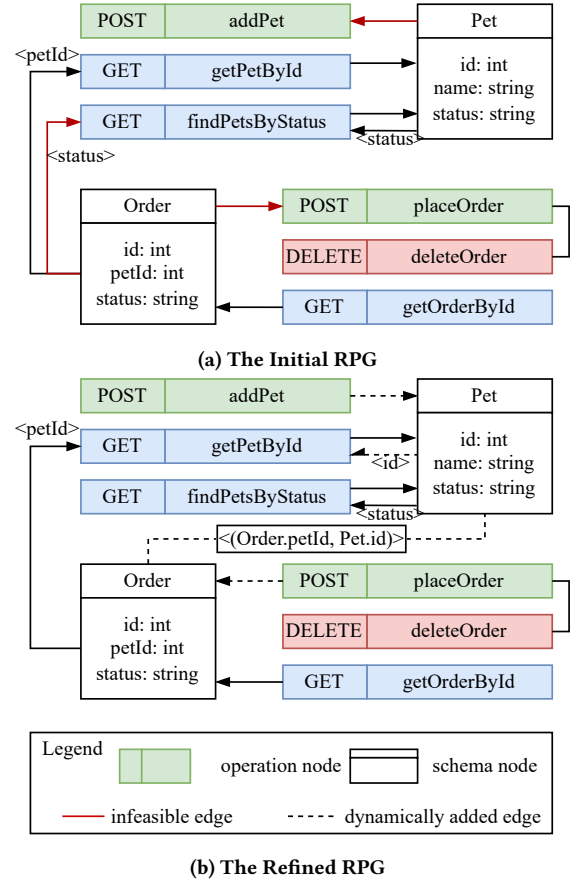 POST addPet Pet
<petId>
GET getPetById
id: int
name: string
status: string
GET findPetsByStatus
<status>
<status>
Order
id: int
petId: int
status: string
POST placeOrder
DELETE deleteOrder
GET getOrderById
(a) The Initial RPG
POST addPet Pet
<petId>
GET getPetById
<id>
id: int
name: string
status: string
GET findPetsByStatus
<status>
<(Order.petId, Pet.id)>
Order
id: int
petId: int
status: string
POST placeOrder
DELETE deleteOrder
GET getOrderById
Legend
operation node
schema node
infeasible edge
dynamically added edge
(b) The Refined RPG